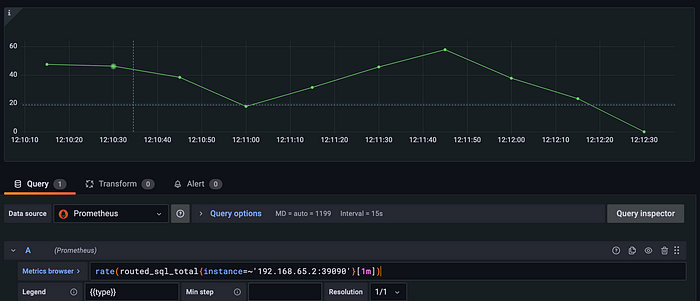 i
60
40
20
0
12:10:10 12:10:20 12:10:30 12:10:40 12:10:50 12:11:00 12:11:10 12:11:20 12:11:30 12:11:40 12:11:50 12:12:00 12:12:10 12:12:20 12:12:30
Query 1 Transform 0 Alert 0
Data source Prometheus ? > Query options MD = auto = 1199 Interval = 15s Query inspector
A (Prometheus)
Metrics browser > rate(routed_sql_total{instance=~'192.168.65.2:39090'}[1m])
Legend {{type}} Min step Resolution 1/1